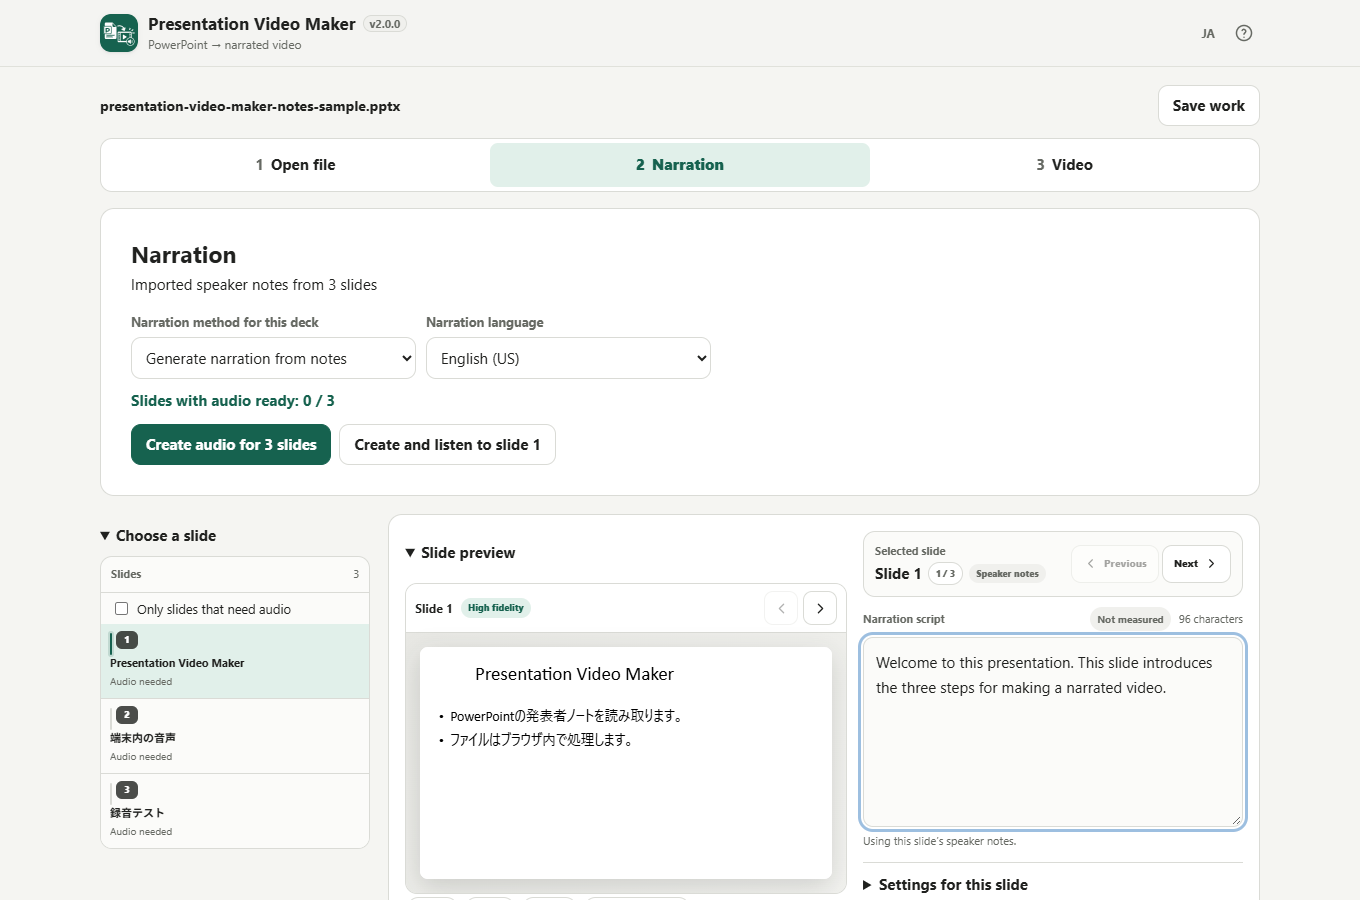 Presentation Video Maker v2.0.0
PowerPoint → narrated video
JA
presentation-video-maker-notes-sample.pptx
Save work
1 Open file
2 Narration
3 Video
Narration
Imported speaker notes from 3 slides
Narration method for this deck
Narration language
Generate narration from notes
English (US)
Slides with audio ready: 0 / 3
Create audio for 3 slides
Create and listen to slide 1
Choose a slide
Slides 3
Only slides that need audio
1
Presentation Video Maker
Audio needed
2
端末内の音声
Audio needed
3
録音テスト
Audio needed
Slide preview
Slide 1 High fidelity
Presentation Video Maker
• PowerPointの発表者ノートを読み取ります。
• ファイルはブラウザ内で処理します。
Selected slide
Slide 1 1 / 3 Speaker notes
Previous
Next
Narration script
Not measured
96 characters
Welcome to this presentation. This slide introduces
the three steps for making a narrated video.
Using this slide's speaker notes.
Settings for this slide